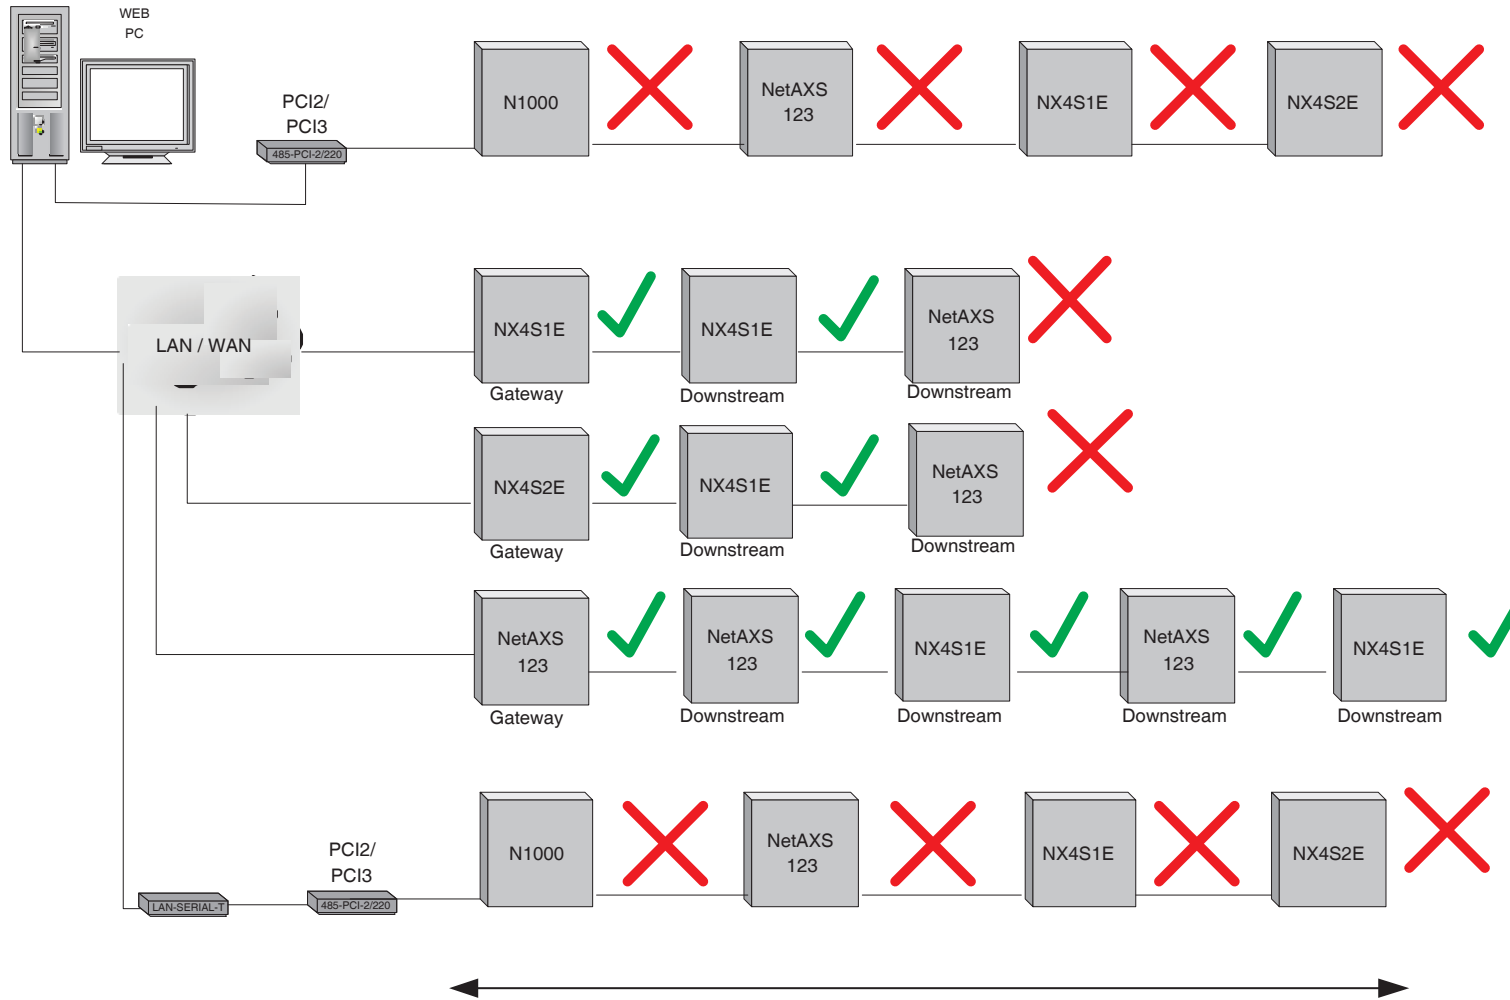 WEB
PC
PCI2/
PCI3
485-PCI-2/220
N1000
NetAXS
123
NX4S1E
NX4S2E
LAN / WAN
NX4S1E
Gateway
NX4S1E
Downstream
NetAXS
123
Downstream
NX4S2E
Gateway
NX4S1E
Downstream
NetAXS
123
Downstream
NetAXS
123
Gateway
NetAXS
123
Downstream
NX4S1E
Downstream
NetAXS
123
Downstream
NX4S1E
Downstream
LAN-SERIAL-T
PCI2/
PCI3
485-PCI-2/220
N1000
NetAXS
123
NX4S1E
NX4S2E